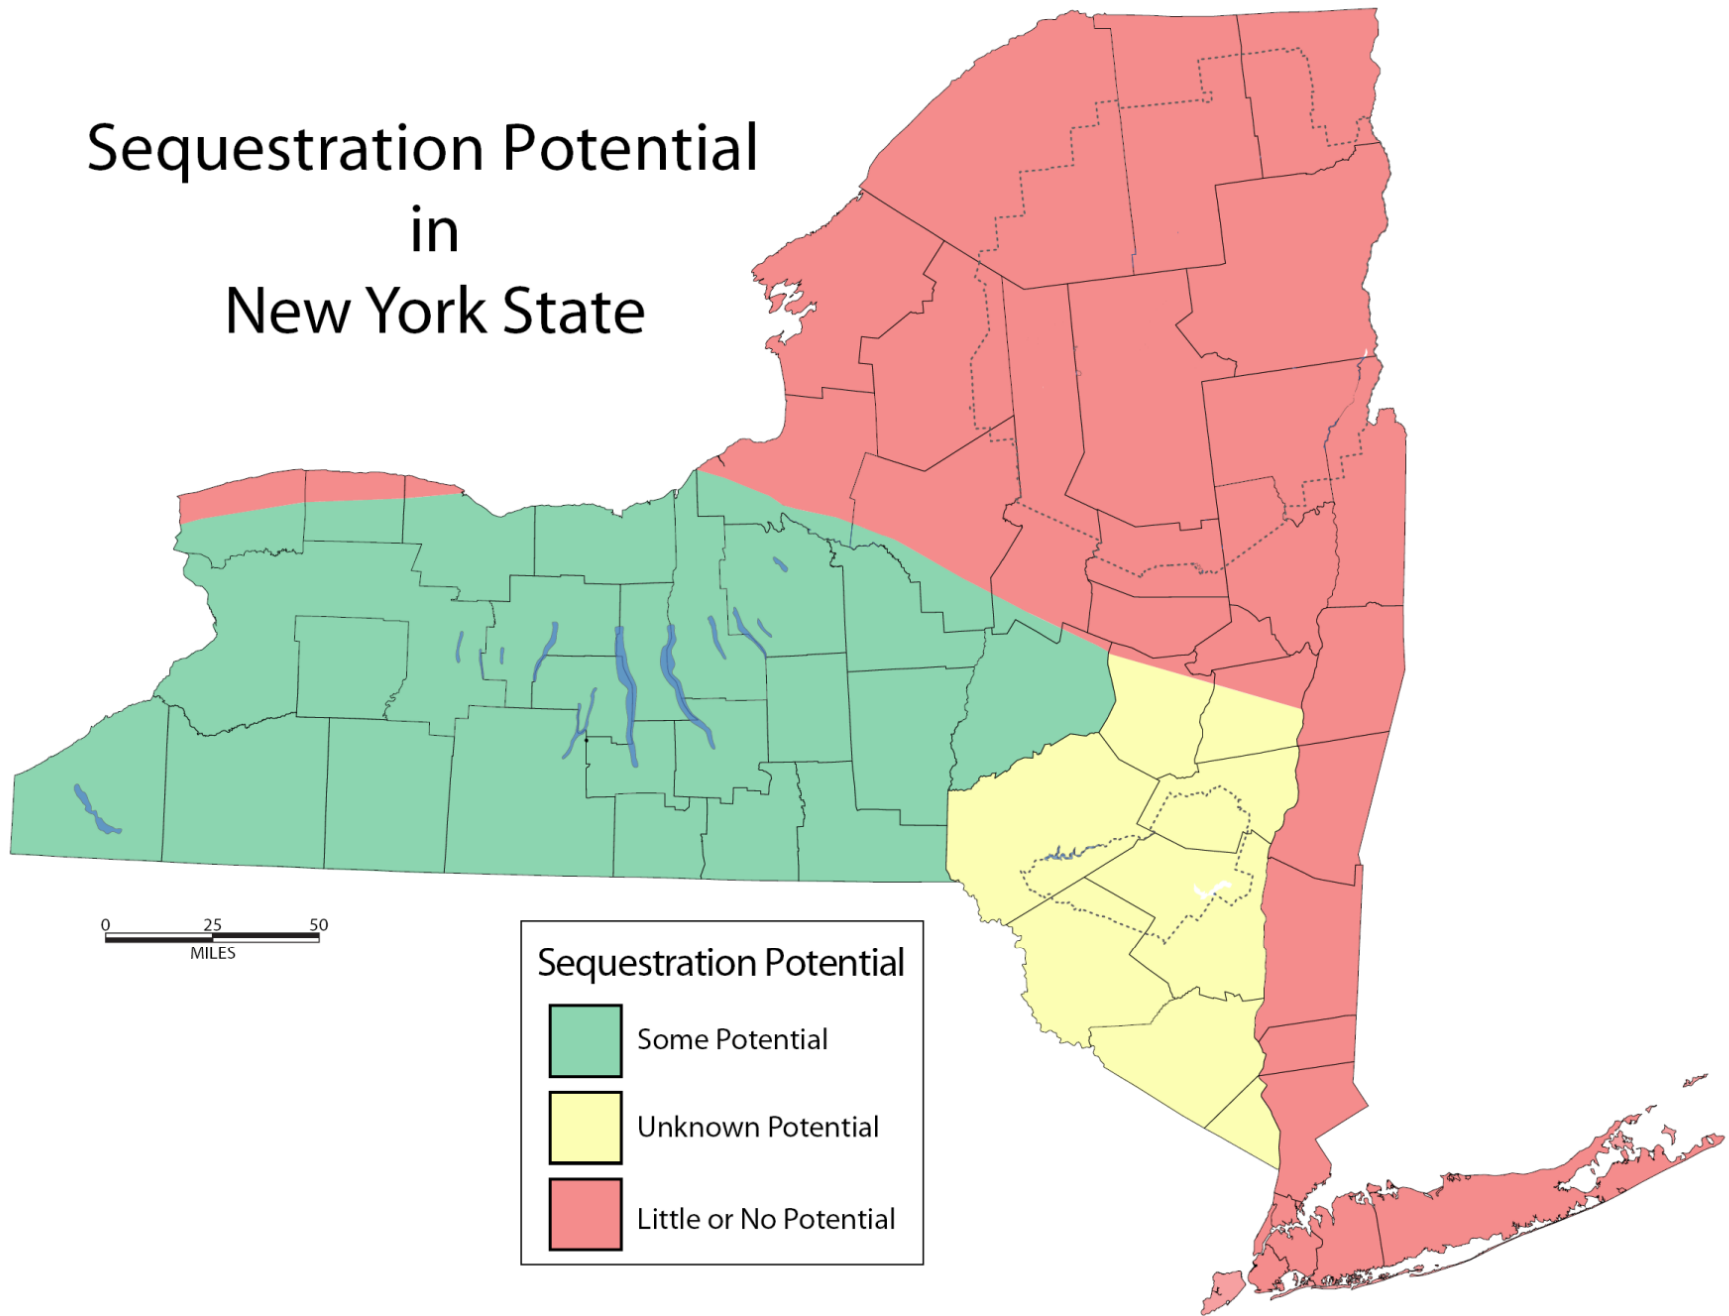 Sequestration Potential
in
New York State
0 25 50
MILES
Sequestration Potential
Some Potential
Unknown Potential
Little or No Potential